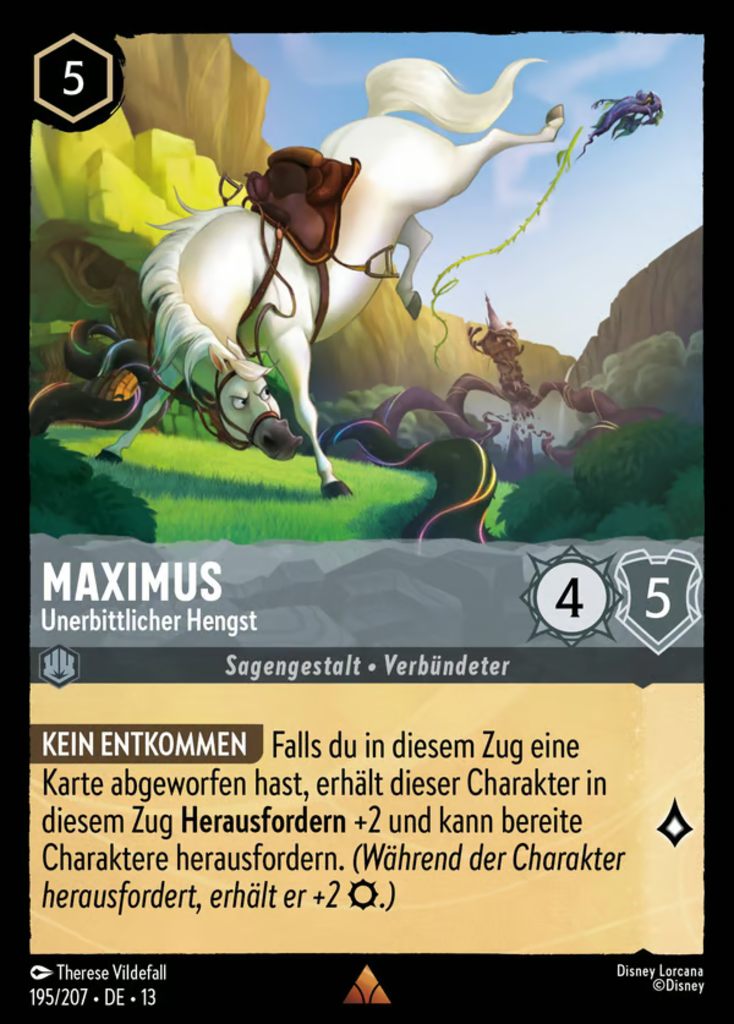 5
MAXIMUS
Unerbittlicher Hengst
4
5
Sagengestalt • Verbündeter
KEIN ENTKOMMEN Falls du in diesem Zug eine
Karte abgeworfen hast, erhält dieser Charakter in
diesem Zug Herausfordern +2 und kann bereite
Charaktere herausfordern. (Während der Charakter
herausfordert, erhält er +2 .)
Therese Vildefall
195/207 • DE • 13
Disney Lorcana
©Disney